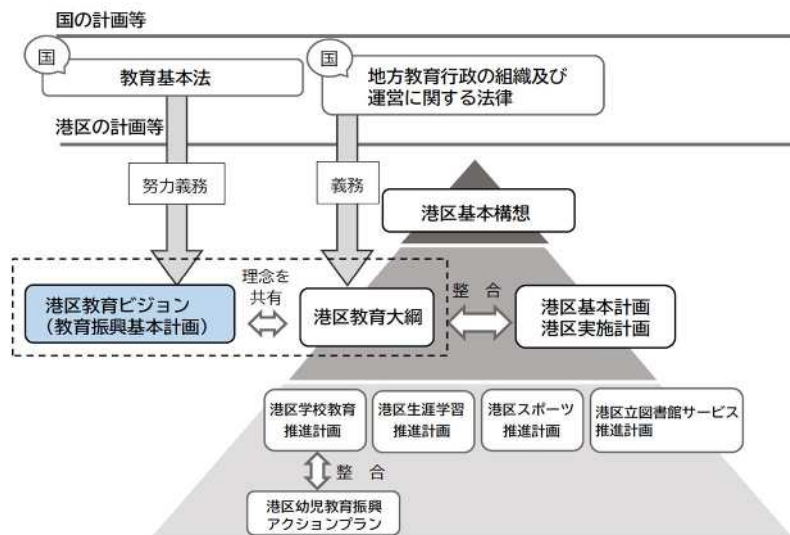 国の計画等
国
教育基本法
国
地方教育行政の組織及び
運営に関する法律
港区の計画等
努力義務
義務
港区基本構想
港区教育ビジョン
(教育振興基本計画)
理念を
共有
港区教育大綱
整 合
港区基本計画
港区実施計画
港区学校教育
推進計画
港区生涯学習
推進計画
港区スポーツ
推進計画
港区立図書館サービス
推進計画
整 合
港区幼児教育振興
アクションプラン